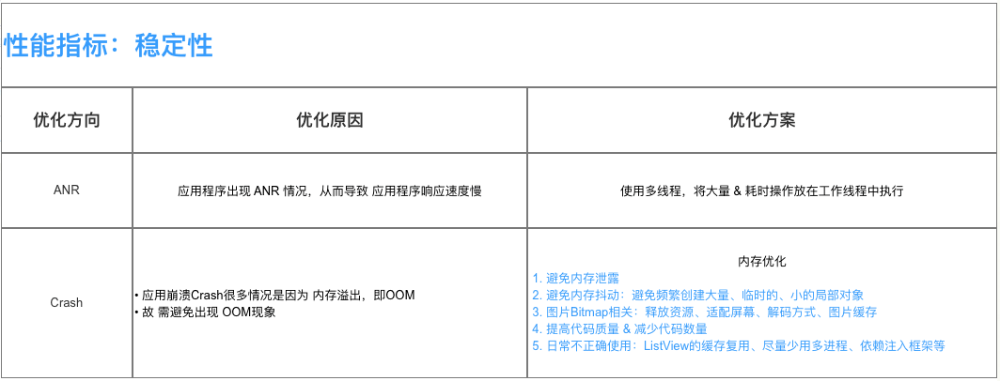 性能指标：稳定性
优化方向
优化原因
优化方案
ANR
应用程序出现 ANR 情况，从而导致 应用程序响应速度慢
使用多线程，将大量 & 耗时操作放在工作线程中执行
Crash
• 应用崩溃Crash很多情况是因为 内存溢出，即OOM
• 故 需避免出现 OOM现象
内存优化
1. 避免内存泄露
2. 避免内存抖动：避免频繁创建大量、临时的、小的局部对象
3. 图片Bitmap相关：释放资源、适配屏幕、解码方式、图片缓存
4. 提高代码质量 & 减少代码数量
5. 日常不正确使用：ListView的缓存复用、尽量少用多进程、依赖注入框架等